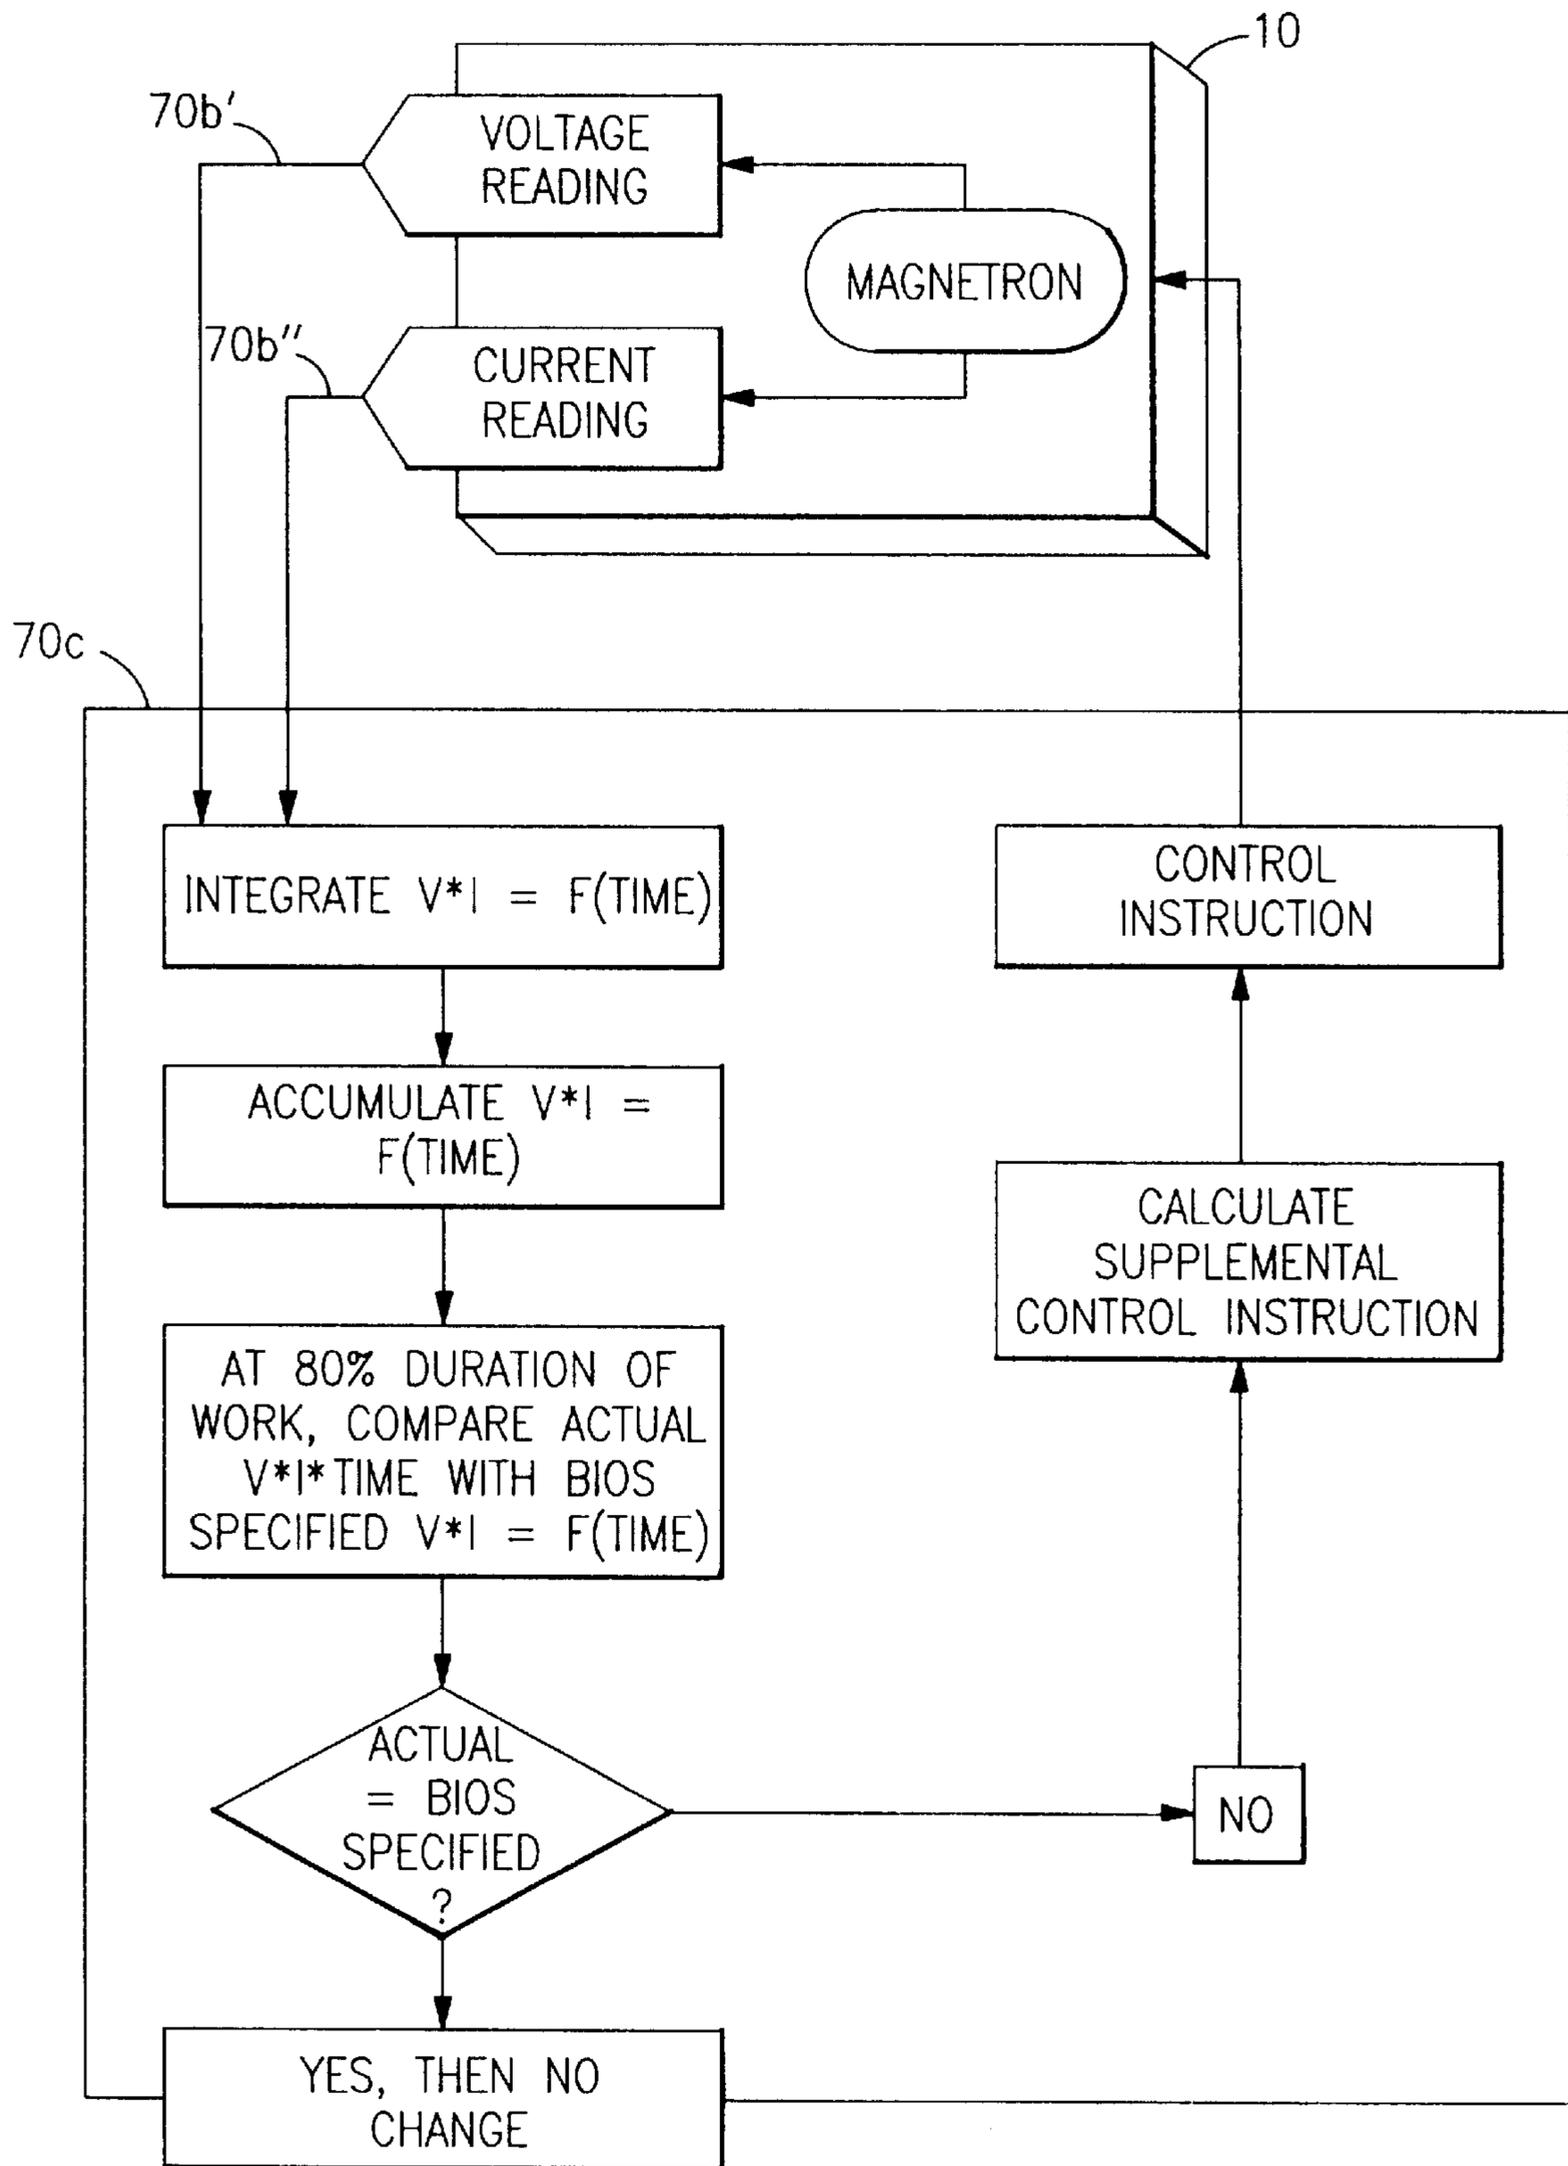 10
70b'
VOLTAGE
READING
MAGNETRON
70b''
CURRENT
READING
70c
INTEGRATE V*I = F(TIME)
CONTROL
INSTRUCTION
ACCUMULATE V*I =
F(TIME)
CALCULATE
SUPPLEMENTAL
CONTROL INSTRUCTION
AT 80% DURATION OF
WORK, COMPARE ACTUAL
V*I*TIME WITH BIOS
SPECIFIED V*I = F(TIME)
ACTUAL
= BIOS
SPECIFIED
?
NO
YES, THEN NO
CHANGE